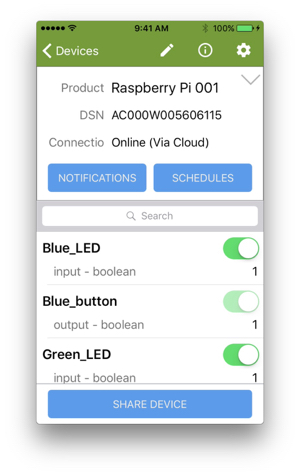 9:41 AM 100%
Devices
Product Raspberry Pi 001
DSN AC000W005606115
Connectio Online (Via Cloud)
NOTIFICATIONS SCHEDULES
Search
Blue_LED
input - boolean 1
Blue_button
output - boolean 1
Green_LED
input - boolean 1
SHARE DEVICE